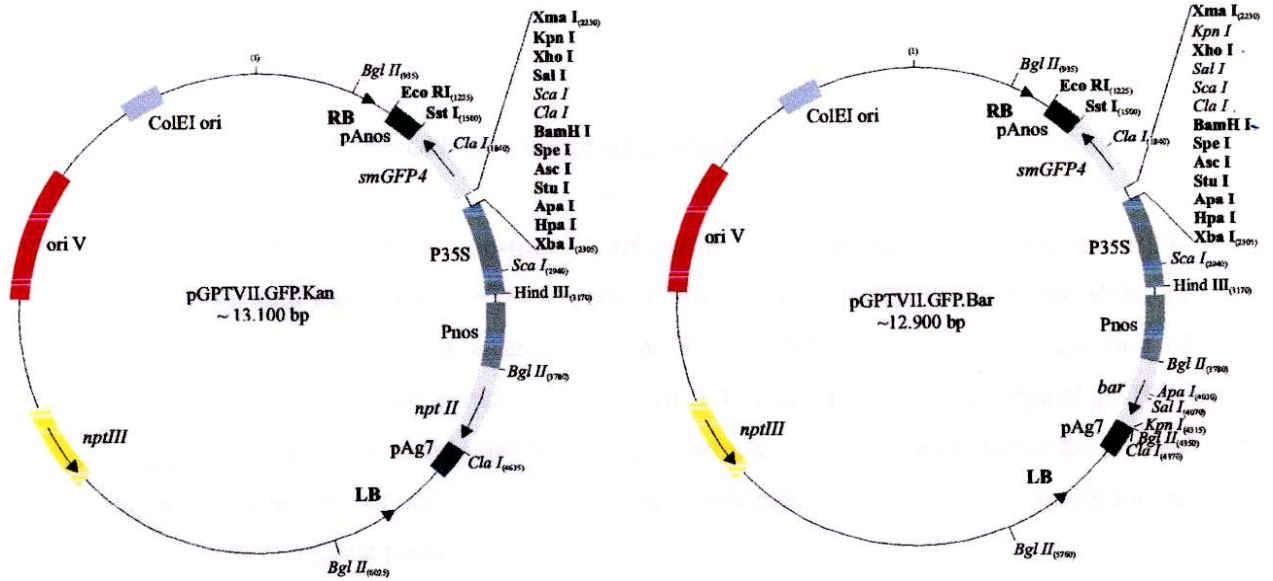 (1)
Bgl II(935)
RB
Eco RI(1225)
Sst I(1500)
pAnos
Cla I(1840)
smGFP4
ColEI ori
ori V
nptIII
Xma I(2230)
Kpn I
Xho I
Sal I
Sca I
Cla I
BamH I
Spe I
Asc I
Stu I
Apa I
Hpa I
Xba I(2305)
P35S
Sca I(2940)
Hind III(3170)
Pnos
Bgl II(3780)
npt II
pAg7
Cla I(4635)
LB
Bgl II(6025)
pGPTVII.GFP.Kan
~ 13.100 bp
(1)
Bgl II(935)
RB
Eco RI(1225)
Sst I(1500)
pAnos
Cla I(1840)
smGFP4
ColEI ori
ori V
nptIII
Xma I(2230)
Kpn I
Xho I
Sal I
Sca I
Cla I
BamH I
Spe I
Asc I
Stu I
Apa I
Hpa I
Xba I(2305)
P35S
Sca I(2940)
Hind III(3170)
Pnos
Bgl II(3780)
bar
Apa I(4030)
Sal I(4070)
Kpn I(4315)
Bgl II(4350)
Cla I(4370)
pAg7
LB
Bgl II(5760)
pGPTVII.GFP.Bar
~12.900 bp